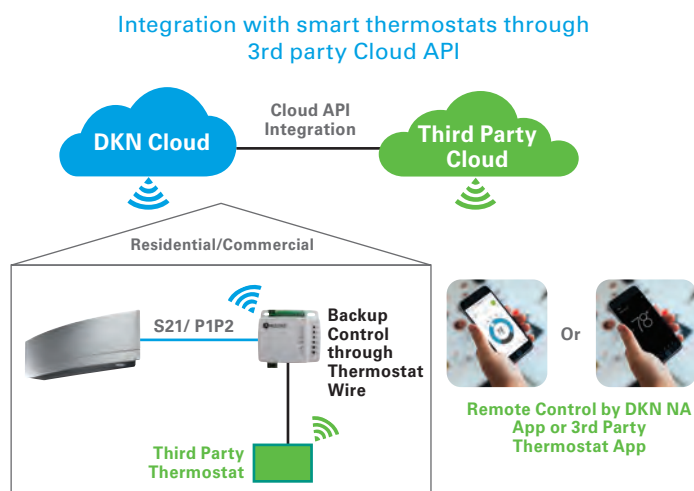 Integration with smart thermostats through
3rd party Cloud API
Cloud API
Integration
DKN Cloud
Third Party
Cloud
Residential/Commercial
S21/ P1P2
Backup
Control
through
Thermostat
Wire
Third Party
Thermostat
Or
78°
Remote Control by DKN NA
App or 3rd Party
Thermostat App